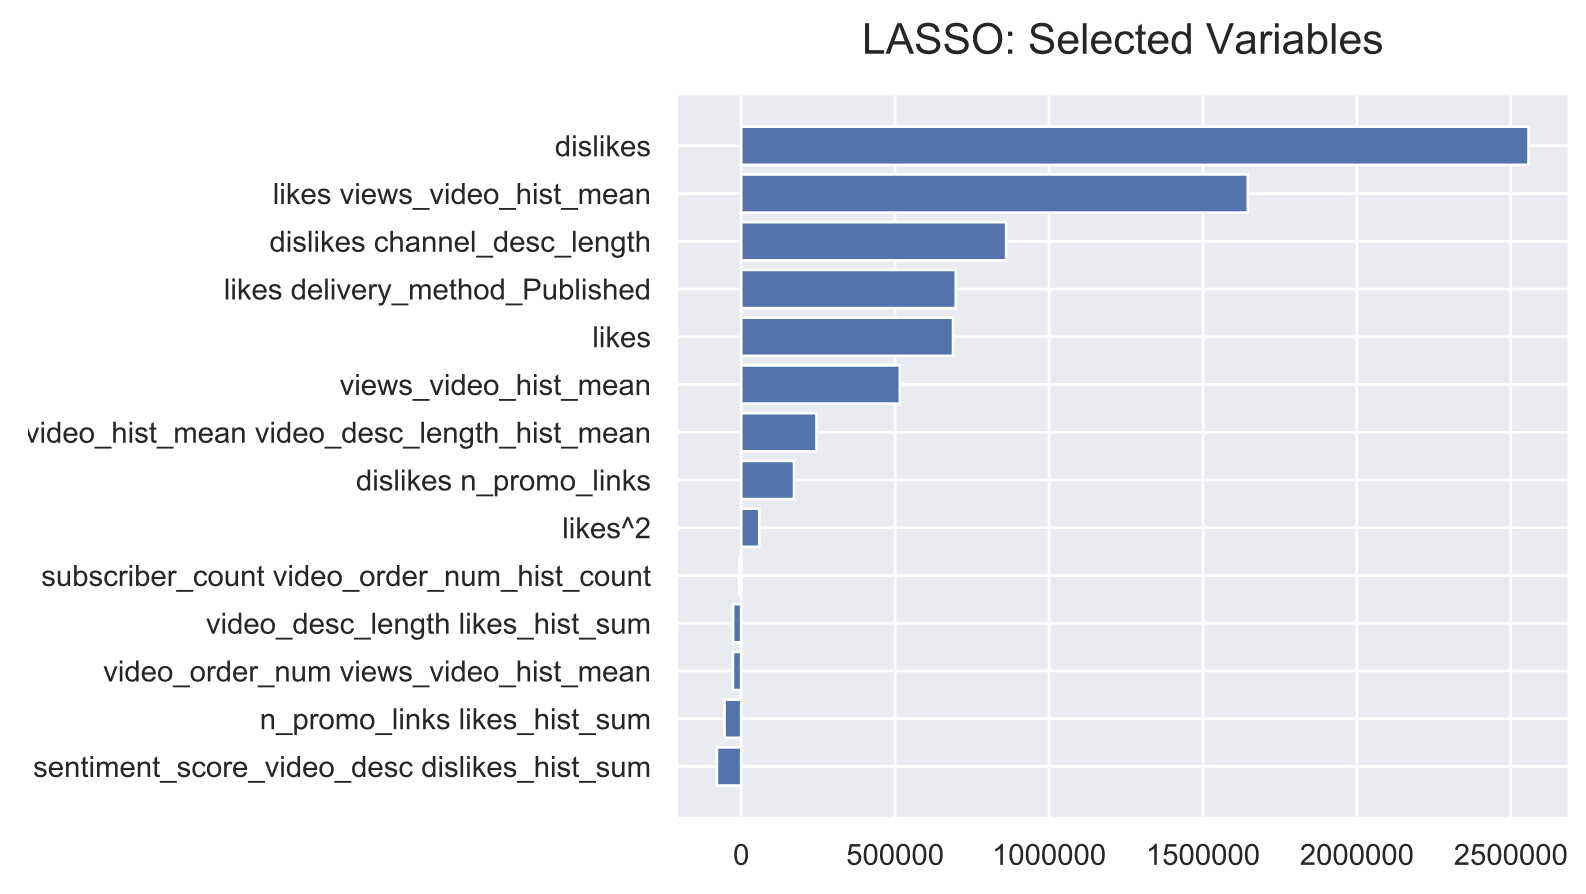 LASSO: Selected Variables
dislikes
likes views_video_hist_mean
dislikes channel_desc_length
likes delivery_method_Published
likes
views_video_hist_mean
video_hist_mean video_desc_length_hist_mean
dislikes n_promo_links
likes^2
subscriber_count video_order_num_hist_count
video_desc_length likes_hist_sum
video_order_num views_video_hist_mean
n_promo_links likes_hist_sum
sentiment_score_video_desc dislikes_hist_sum
0 500000 1000000 1500000 2000000 2500000